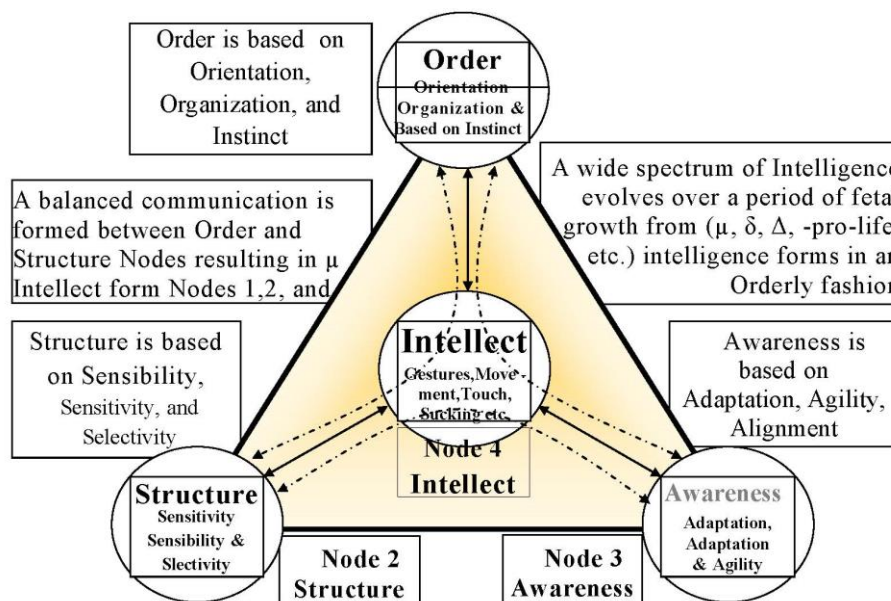 Order is based on
Orientation,
Organization, and
Instinct
Order
Orientation
Organization &
Based on Instinct
A balanced communication is
formed between Order and
Structure Nodes resulting in µ
Intellect form Nodes 1,2, and
A wide spectrum of Intelligence
evolves over a period of feta
growth from (µ, δ, Δ, -pro-life
etc.) intelligence forms in an
Orderly fashion
Structure is based
on Sensibility,
Sensitivity, and
Selectivity
Intellect
Gestures,Move-
ment,Touch,
Sucking etc.
Node 4
Intellect
Awareness is
based on
Adaptation, Agility,
Alignment
Structure
Sensitivity
Sensibility &
Slectivity
Node 2
Structure
Node 3
Awareness
Awareness
Adaptation,
Adaptation
& Agility